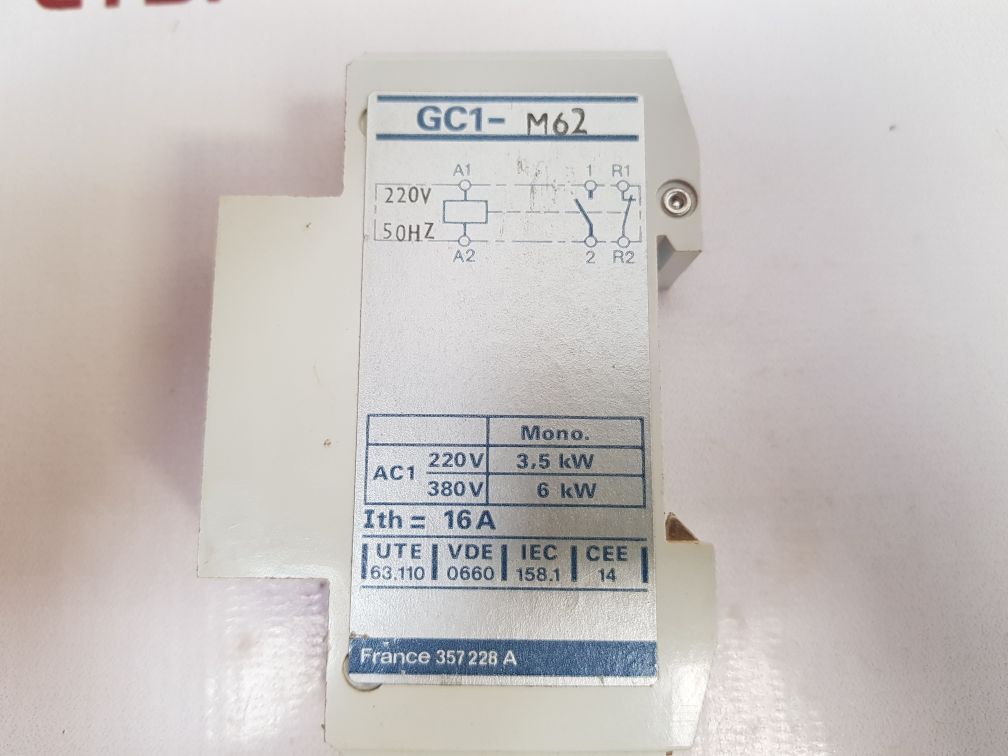 GC1- M62
A1 1 R1
220V
50HZ
A2 2 R2
Mono.
AC1 220V 3,5 kW
380V 6 kW
Ith = 16A
UTE VDE IEC CEE
63.110 0660 158.1 14
France 357 228 A